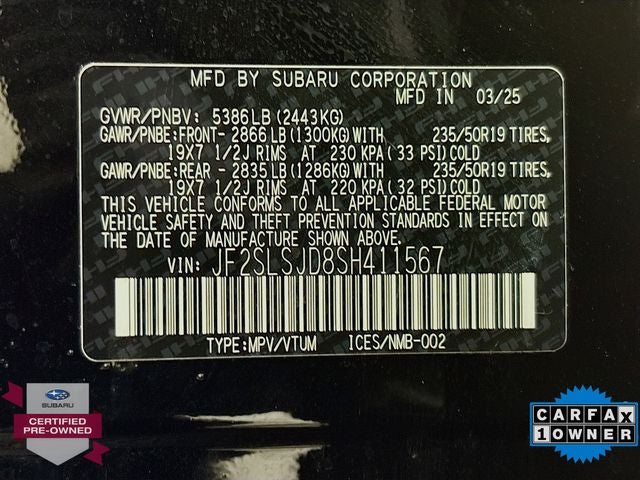 MFD BY SUBARU CORPORATION
MFD IN 03/25
GVWR/PNBV: 5386LB(2443KG)
GAWR/PNBE:FRONT-2866LB(1300KG)WITH 235/50R19 TIRES,
19X7 1/2J RIMS AT 230 KPA(33 PSI)COLD
GAWR/PNBE:REAR -2835LB(1286KG)WITH 235/50R19 TIRES,
19X7 1/2J RIMS AT 220 KPA(32 PSI)COLD
THIS VEHICLE CONFORMS TO ALL APPLICABLE FEDERAL MOTOR
VEHICLE SAFETY AND THEFT PREVENTION STANDARDS IN EFFECT ON
THE DATE OF MANUFACTURE SHOWN ABOVE.
VIN: JF2SLSJD8SH411567
TYPE:MPV/VTUM ICES/NMB-002
SUBARU
CERTIFIED
PRE-OWNED
CARFAX
1 OWNER